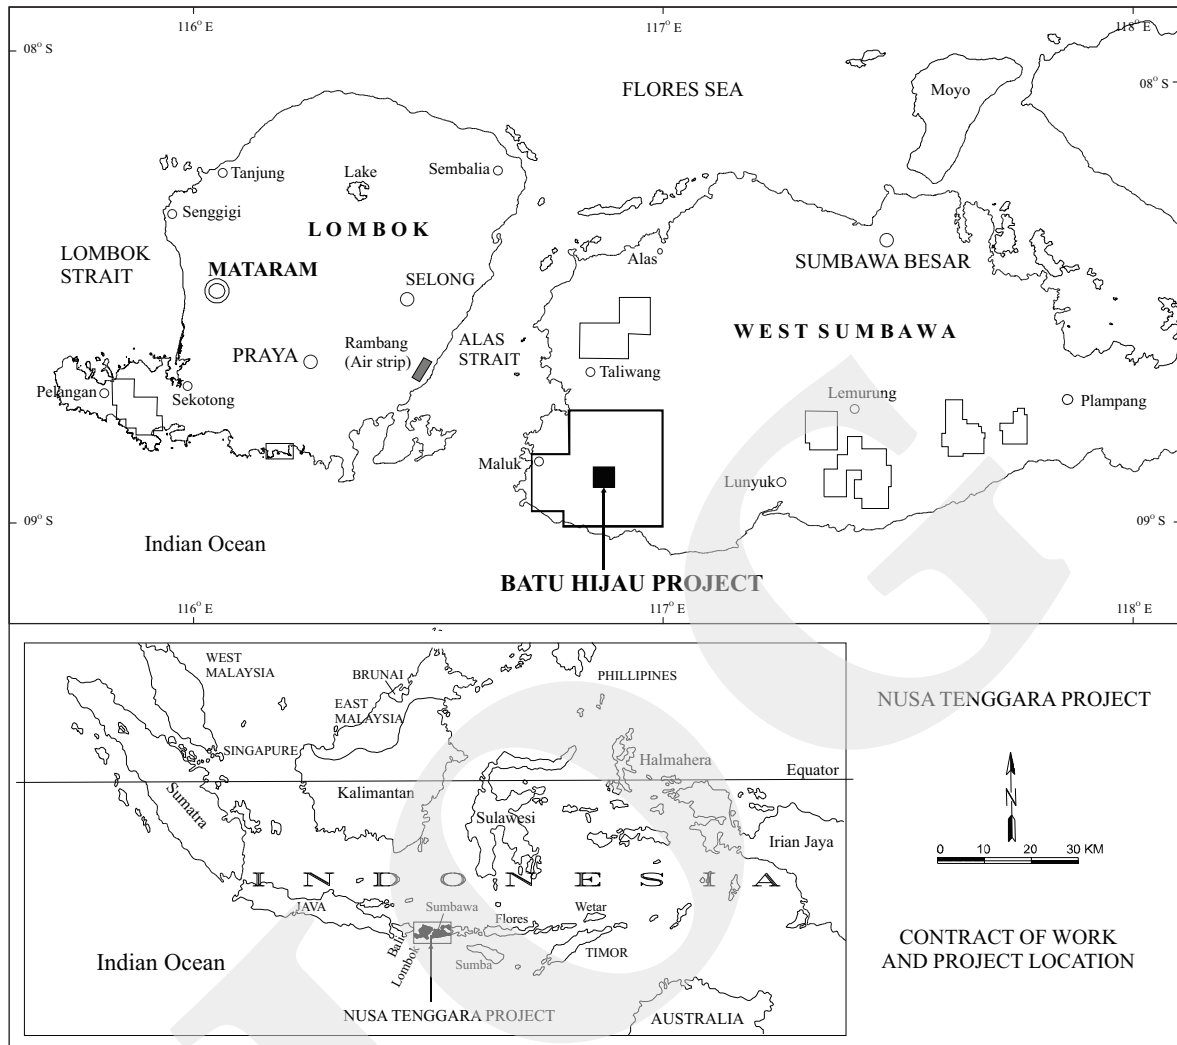 116° E
117° E
118° E
08° S
08° S
FLORES SEA
Moyo
Tanjung
Lake
Sembalia
Senggigi
LOMBOK
LOMBOK
STRAIT
Alas
SUMBAWA BESAR
MATARAM
SELONG
WEST SUMBAWA
ALAS
STRAIT
Rambang
(Air strip)
PRAYA
Taliwang
Pelangan
Sekotong
Lemurung
Plampang
Maluk
Lunyuk
09° S
09° S
Indian Ocean
BATU HIJAU PROJECT
116° E
117° E
118° E
WEST
MALAYSIA
BRUNAI
PHILLIPINES
EAST
MALAYSIA
SINGAPURE
Halmahera
Equator
Sumatra
Kalimantan
Sulawesi
Irian Jaya
INDONESIA
JAVA
Sumbawa
Flores
Wetar
Bali
Lombok
Sumba
TIMOR
Indian Ocean
NUSA TENGGARA PROJECT
AUSTRALIA
NUSA TENGGARA PROJECT
N
0 10 20 30 KM
CONTRACT OF WORK
AND PROJECT LOCATION